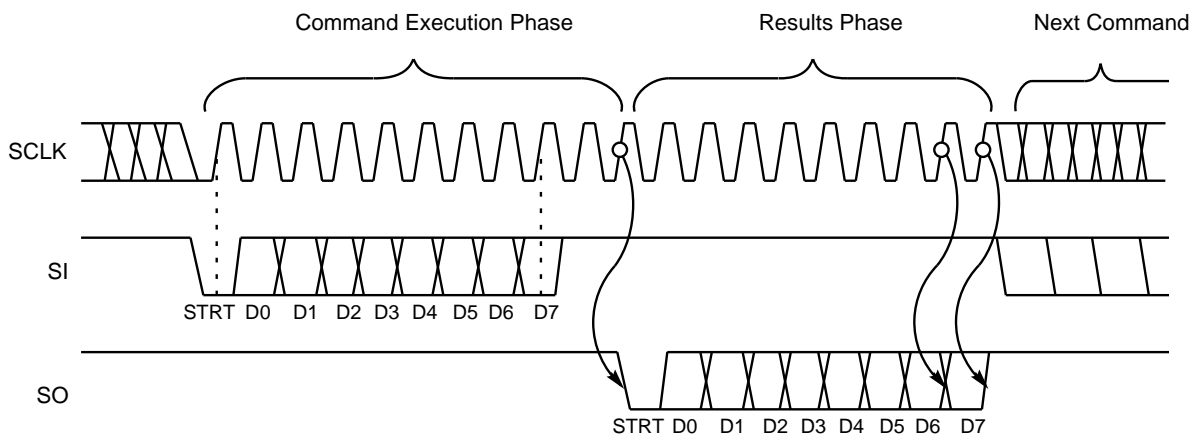 Command Execution Phase Results Phase Next Command
SCLK
SI
STRT D0 D1 D2 D3 D4 D5 D6 D7
SO
STRT D0 D1 D2 D3 D4 D5 D6 D7